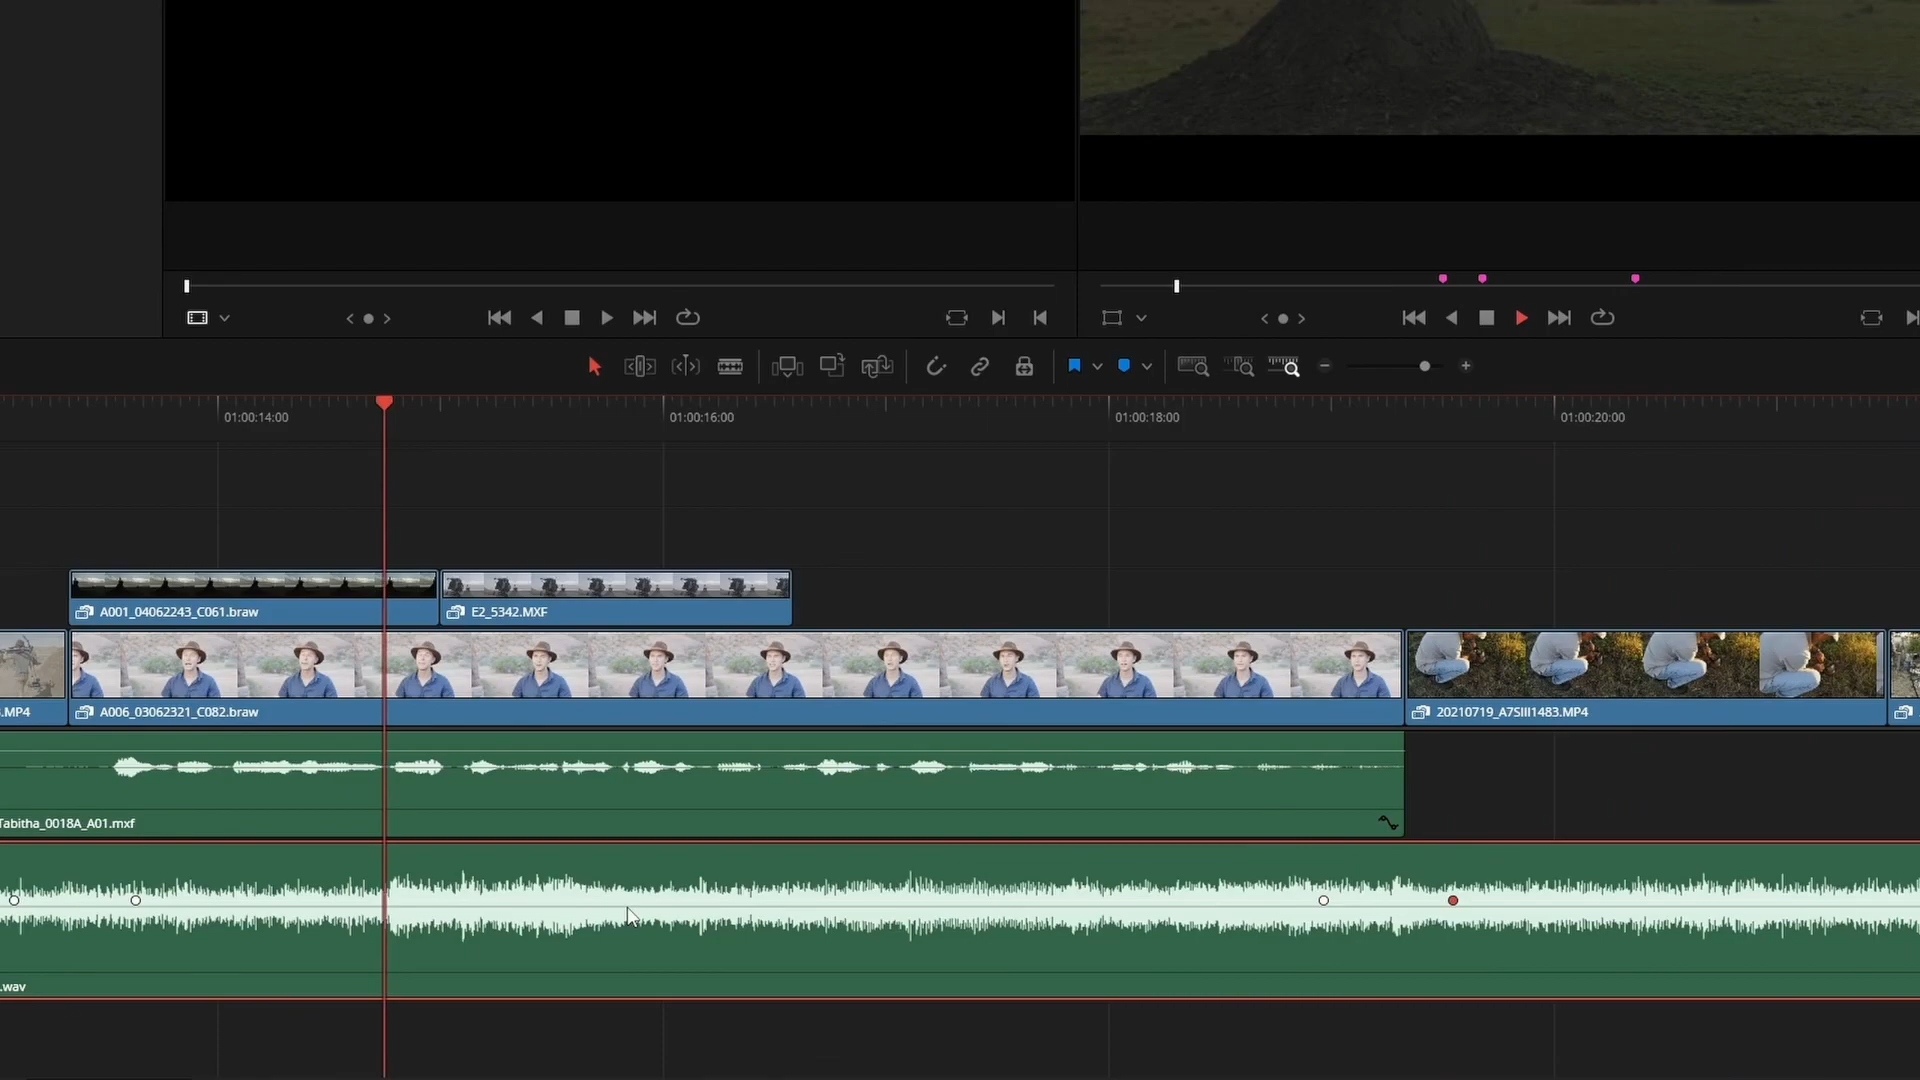 01:00:14:00
01:00:16:00
01:00:18:00
01:00:20:00
A001_04062243_C061.braw
E2_5342.MXF
.MP4
A006_03062321_C082.braw
20210719_A7SIII1483.MP4
Tabitha_0018A_A01.mxf
.wav